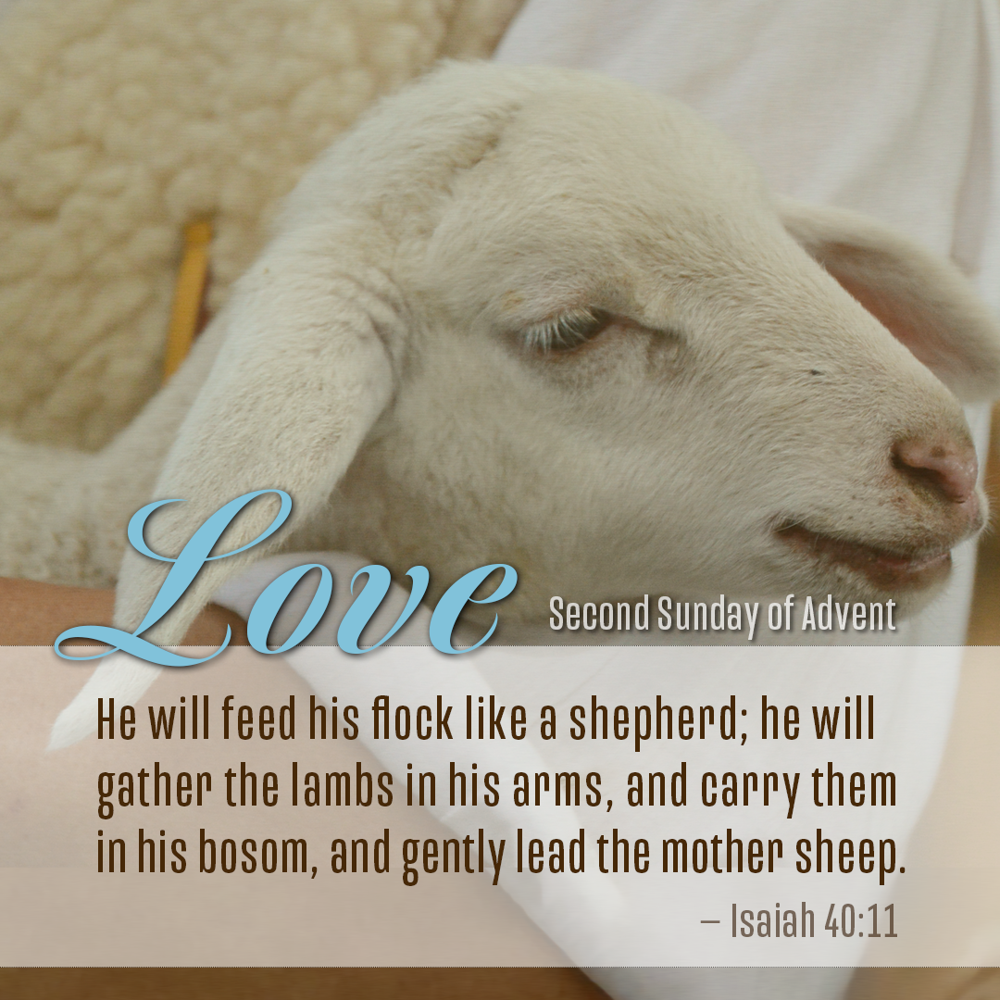 Love
Second Sunday of Advent
He will feed his flock like a shepherd; he will
gather the lambs in his arms, and carry them
in his bosom, and gently lead the mother sheep.
– Isaiah 40:11